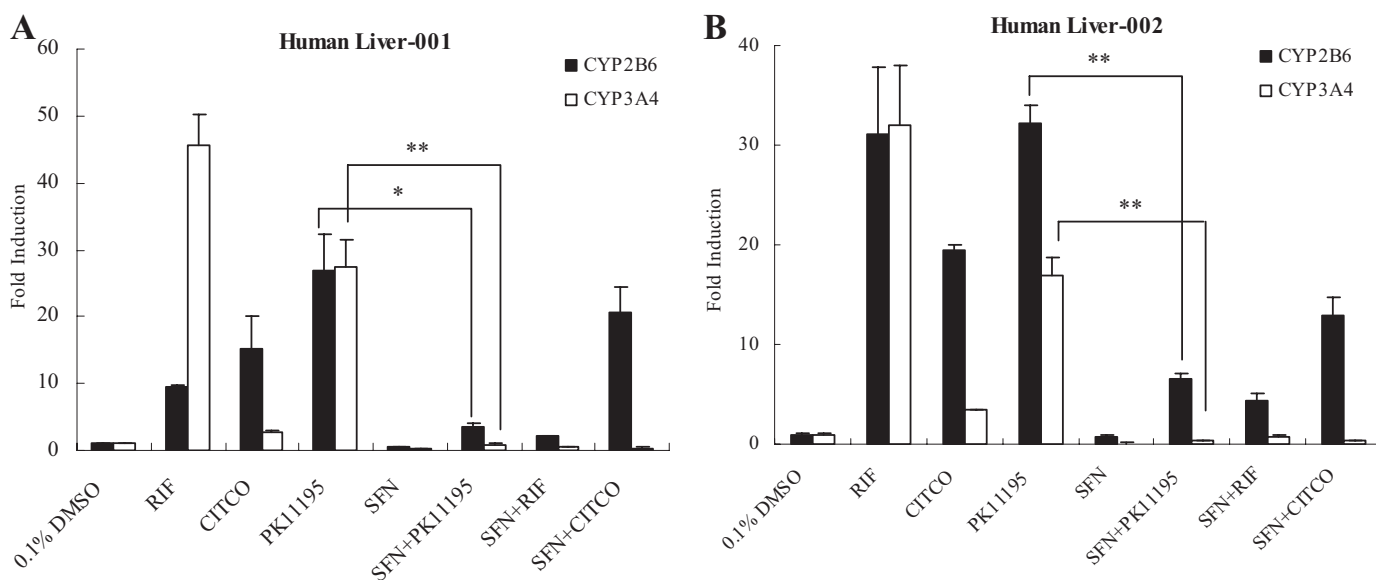 A
Human Liver-001
60
50
40
30
20
10
0
Fold Induction
CYP2B6
CYP3A4
**
*
0.1% DMSO
RIF
CITCO
PK11195
SFN
SFN+PK11195
SFN+RIF
SFN+CITCO
B
Human Liver-002
40
30
20
10
0
Fold Induction
CYP2B6
CYP3A4
**
**
0.1% DMSO
RIF
CITCO
PK11195
SFN
SFN+PK11195
SFN+RIF
SFN+CITCO